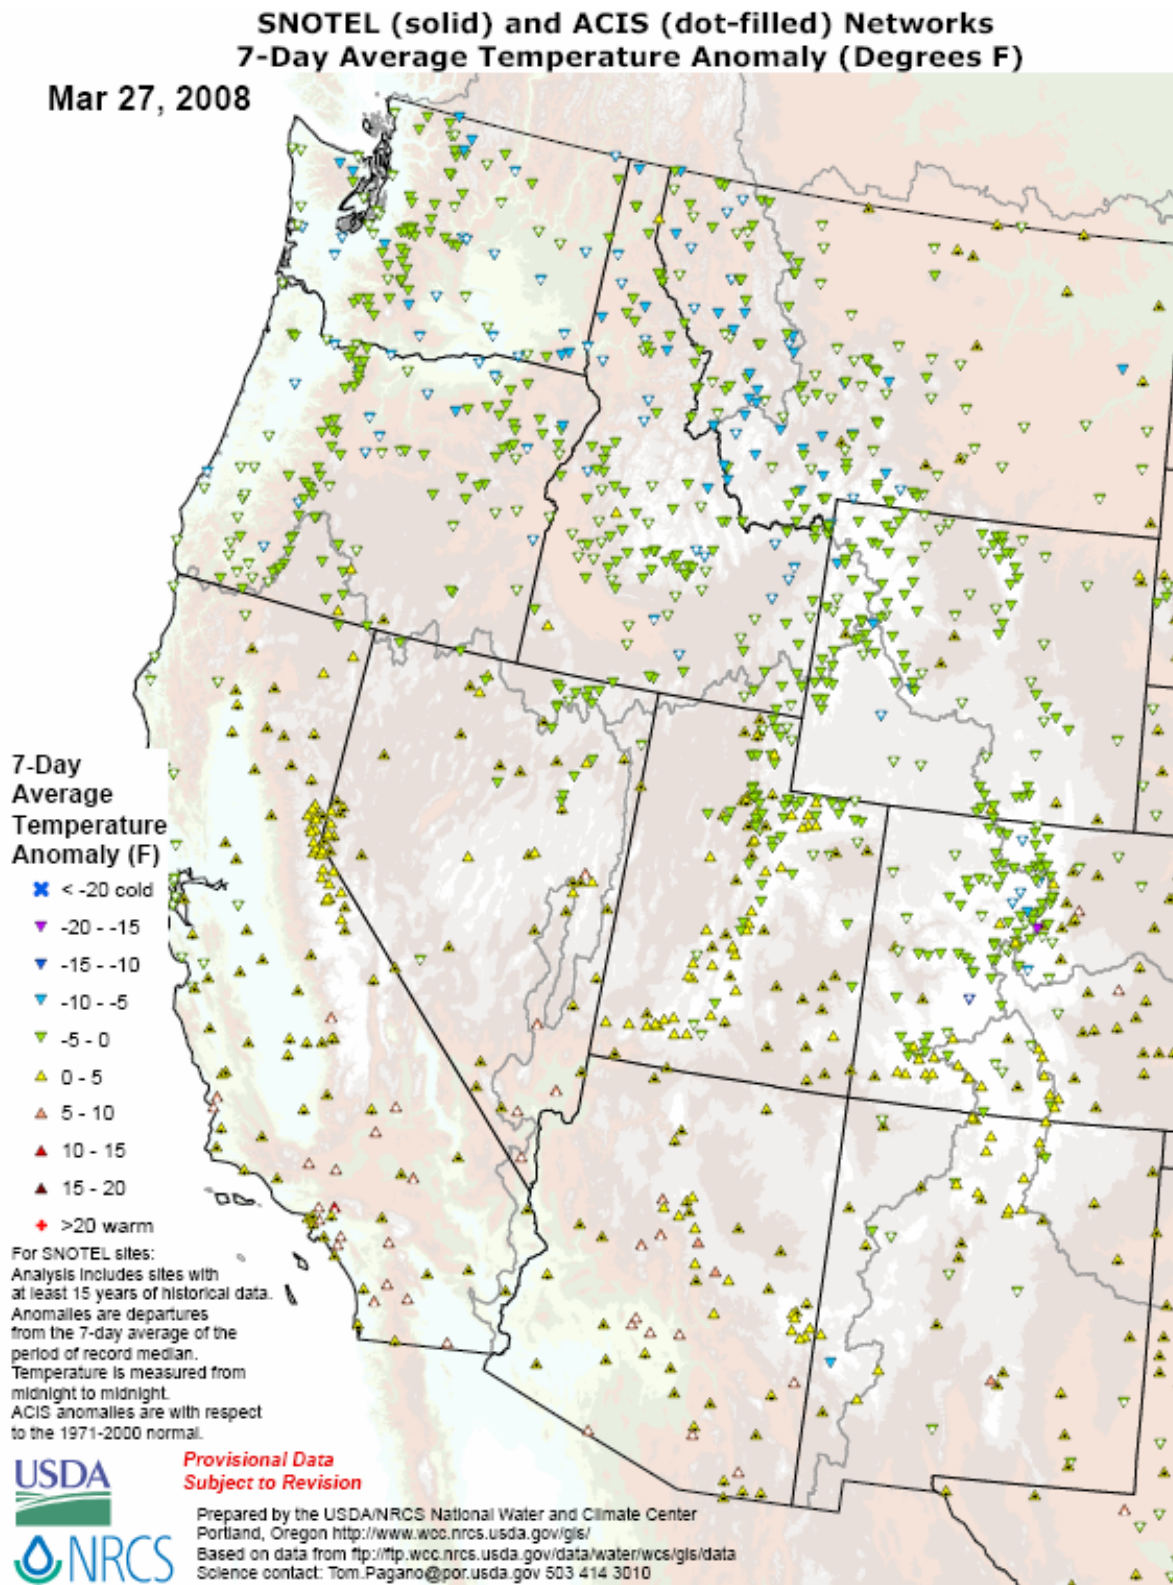 SNOTEL (solid) and ACIS (dot-filled) Networks
7-Day Average Temperature Anomaly (Degrees F)
Mar 27, 2008
7-Day
Average
Temperature
Anomaly (F)
< -20 cold
-20 - -15
-15 - -10
-10 - -5
-5 - 0
0 - 5
5 - 10
10 - 15
15 - 20
>20 warm
For SNOTEL sites:
Analysis includes sites with
at least 15 years of historical data.
Anomalies are departures
from the 7-day average of the
period of record median.
Temperature is measured from
midnight to midnight.
ACIS anomalies are with respect
to the 1971-2000 normal.
Provisional Data
Subject to Revision
USDA
NRCS
Prepared by the USDA/NRCS National Water and Climate Center
Portland, Oregon http://www.wcc.nrcs.usda.gov/gis/
Based on data from ftp://ftp.wcc.nrcs.usda.gov/data/water/wcs/gis/data
Science contact: Tom.Pagano@por.usda.gov 503 414 3010